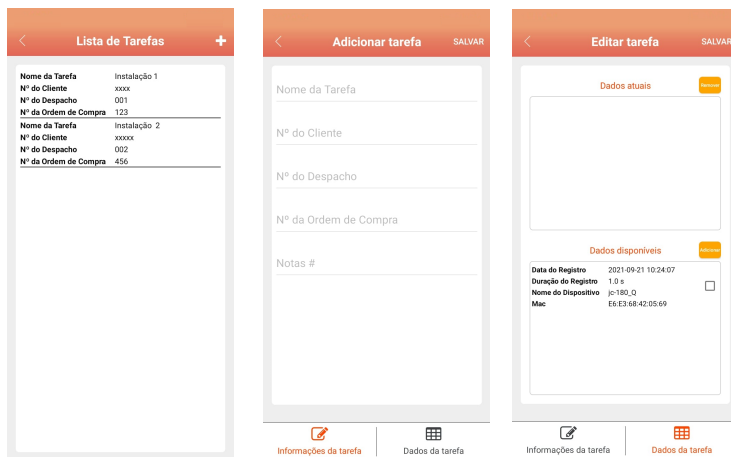 Lista de Tarefas +
Nome da Tarefa Instalação 1
Nº do Cliente xxxx
Nº do Despacho 001
Nº da Ordem de Compra 123
Nome da Tarefa Instalação 2
Nº do Cliente xxxxx
Nº do Despacho 002
Nº da Ordem de Compra 456
Adicionar tarefa SALVAR
Nome da Tarefa
Nº do Cliente
Nº do Despacho
Nº da Ordem de Compra
Notas #
Informações da tarefa Dados da tarefa
Editar tarefa SALVAR
Dados atuais Remover
Dados disponíveis Adicionar
Data do Registro 2021-09-21 10:24:07
Duração do Registro 1.0 s
Nome do Dispositivo jc-180_Q
Mac E6:E3:68:42:05:69
Informações da tarefa Dados da tarefa